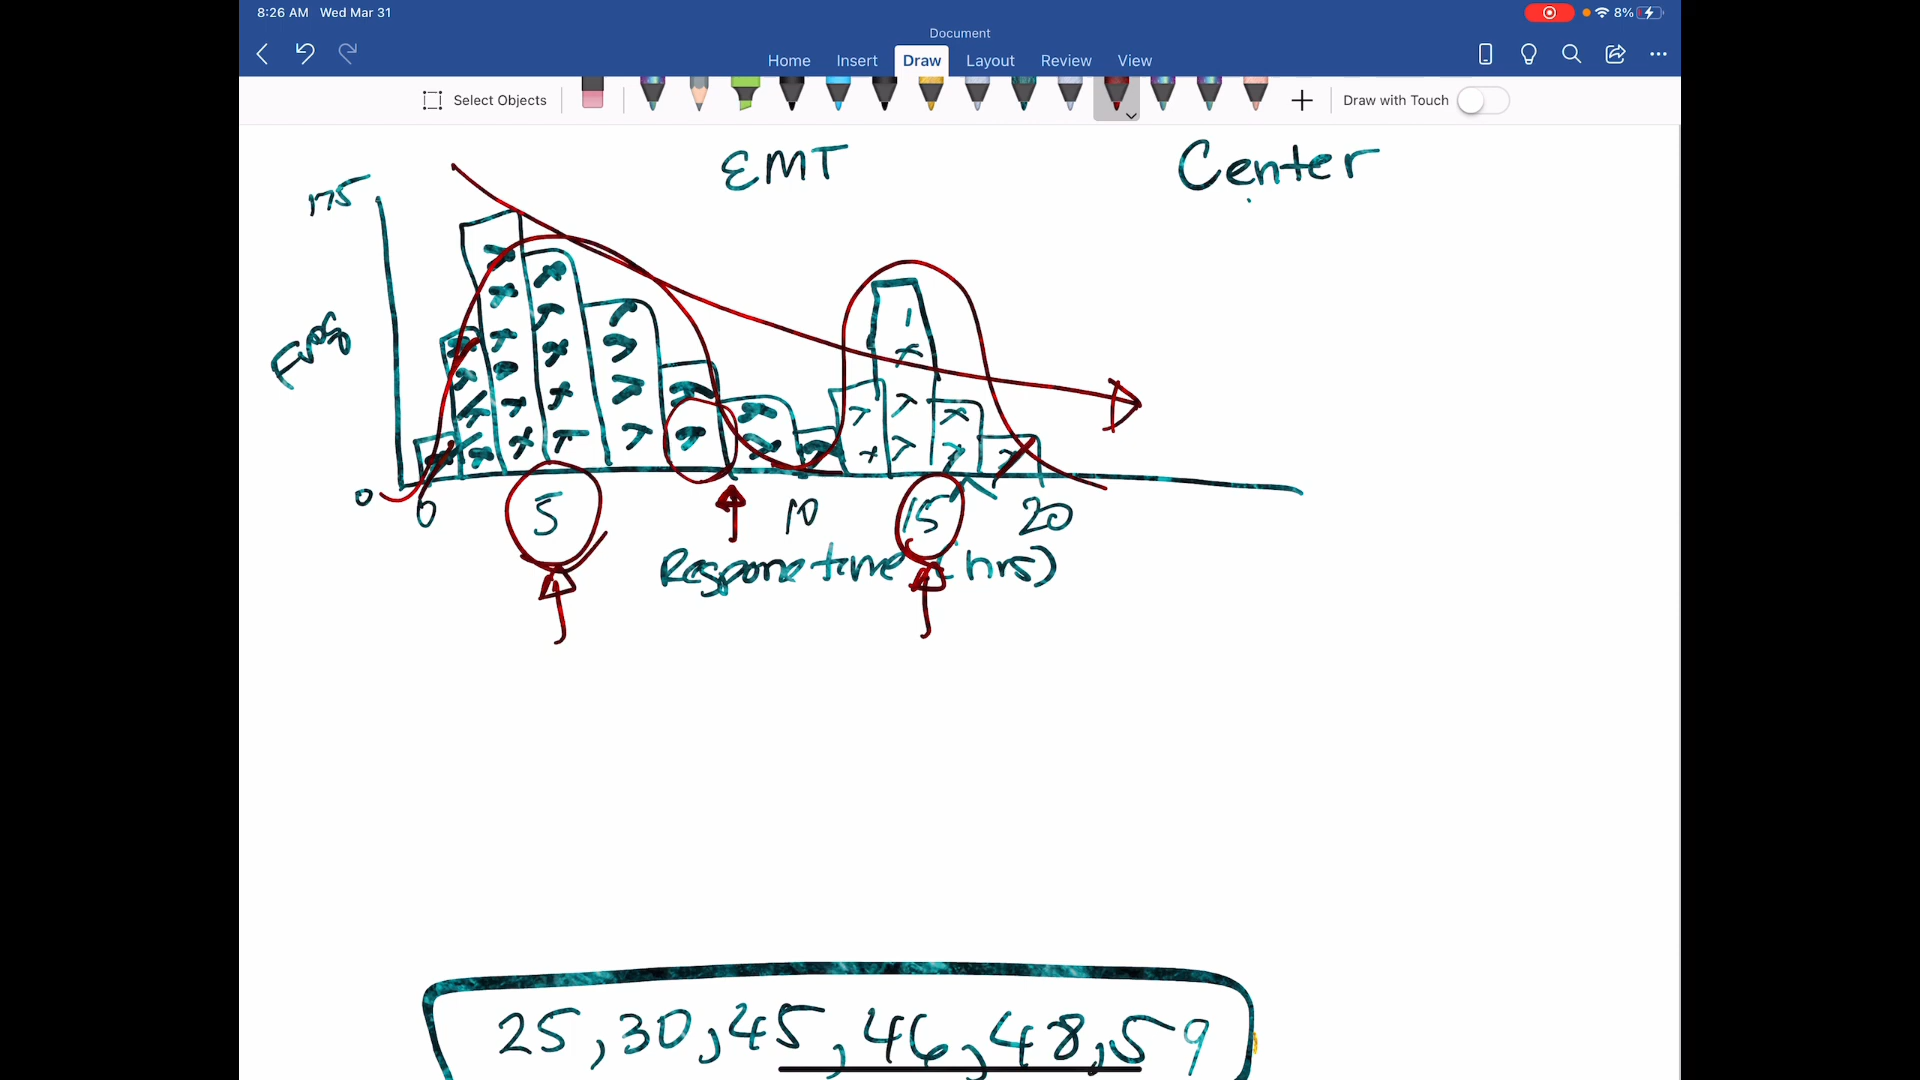 8:26 AM Wed Mar 31
8%
Document
Home Insert Draw Layout Review View
Select Objects
Draw with Touch
EMT
Center
175
0
0 5 10 15 20
Response time (hrs)
25, 30, 45, 46, 48, 59